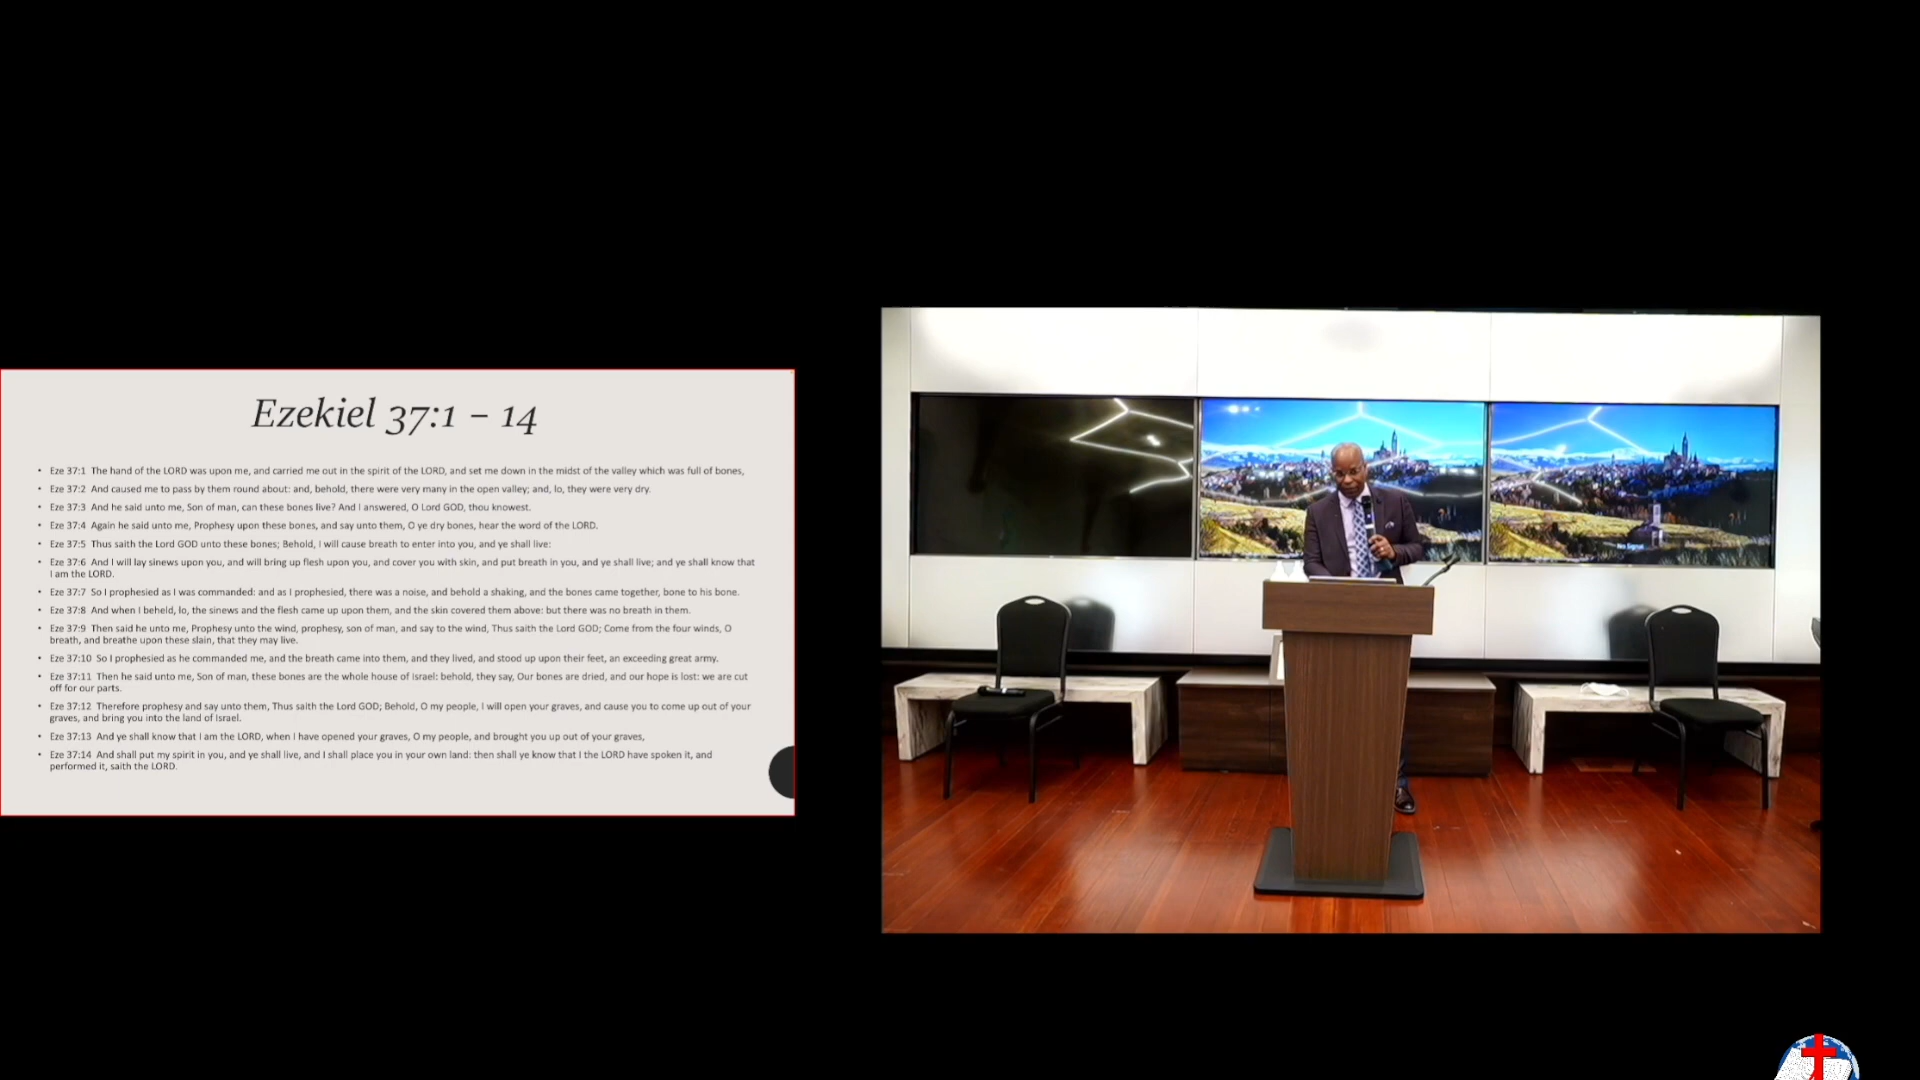 Ezekiel 37:1 – 14
• Eze 37:1 The hand of the LORD was upon me, and carried me out in the spirit of the LORD, and set me down in the midst of the valley which was full of bones,
• Eze 37:2 And caused me to pass by them round about: and, behold, there were very many in the open valley; and, lo, they were very dry.
• Eze 37:3 And he said unto me, Son of man, can these bones live? And I answered, O Lord GOD, thou knowest.
• Eze 37:4 Again he said unto me, Prophesy upon these bones, and say unto them, O ye dry bones, hear the word of the LORD.
• Eze 37:5 Thus saith the Lord GOD unto these bones; Behold, I will cause breath to enter into you, and ye shall live:
• Eze 37:6 And I will lay sinews upon you, and will bring up flesh upon you, and cover you with skin, and put breath in you, and ye shall live; and ye shall know that
I am the LORD.
• Eze 37:7 So I prophesied as I was commanded: and as I prophesied, there was a noise, and behold a shaking, and the bones came together, bone to his bone.
• Eze 37:8 And when I beheld, lo, the sinews and the flesh came up upon them, and the skin covered them above: but there was no breath in them.
• Eze 37:9 Then said he unto me, Prophesy unto the wind, prophesy, son of man, and say to the wind, Thus saith the Lord GOD; Come from the four winds, O
breath, and breathe upon these slain, that they may live.
• Eze 37:10 So I prophesied as he commanded me, and the breath came into them, and they lived, and stood up upon their feet, an exceeding great army.
• Eze 37:11 Then he said unto me, Son of man, these bones are the whole house of Israel: behold, they say, Our bones are dried, and our hope is lost: we are cut
off for our parts.
• Eze 37:12 Therefore prophesy and say unto them, Thus saith the Lord GOD; Behold, O my people, I will open your graves, and cause you to come up out of your
graves, and bring you into the land of Israel.
• Eze 37:13 And ye shall know that I am the LORD, when I have opened your graves, O my people, and brought you up out of your graves,
• Eze 37:14 And shall put my spirit in you, and ye shall live, and I shall place you in your own land: then shall ye know that I the LORD have spoken it, and
performed it, saith the LORD.
No Signal